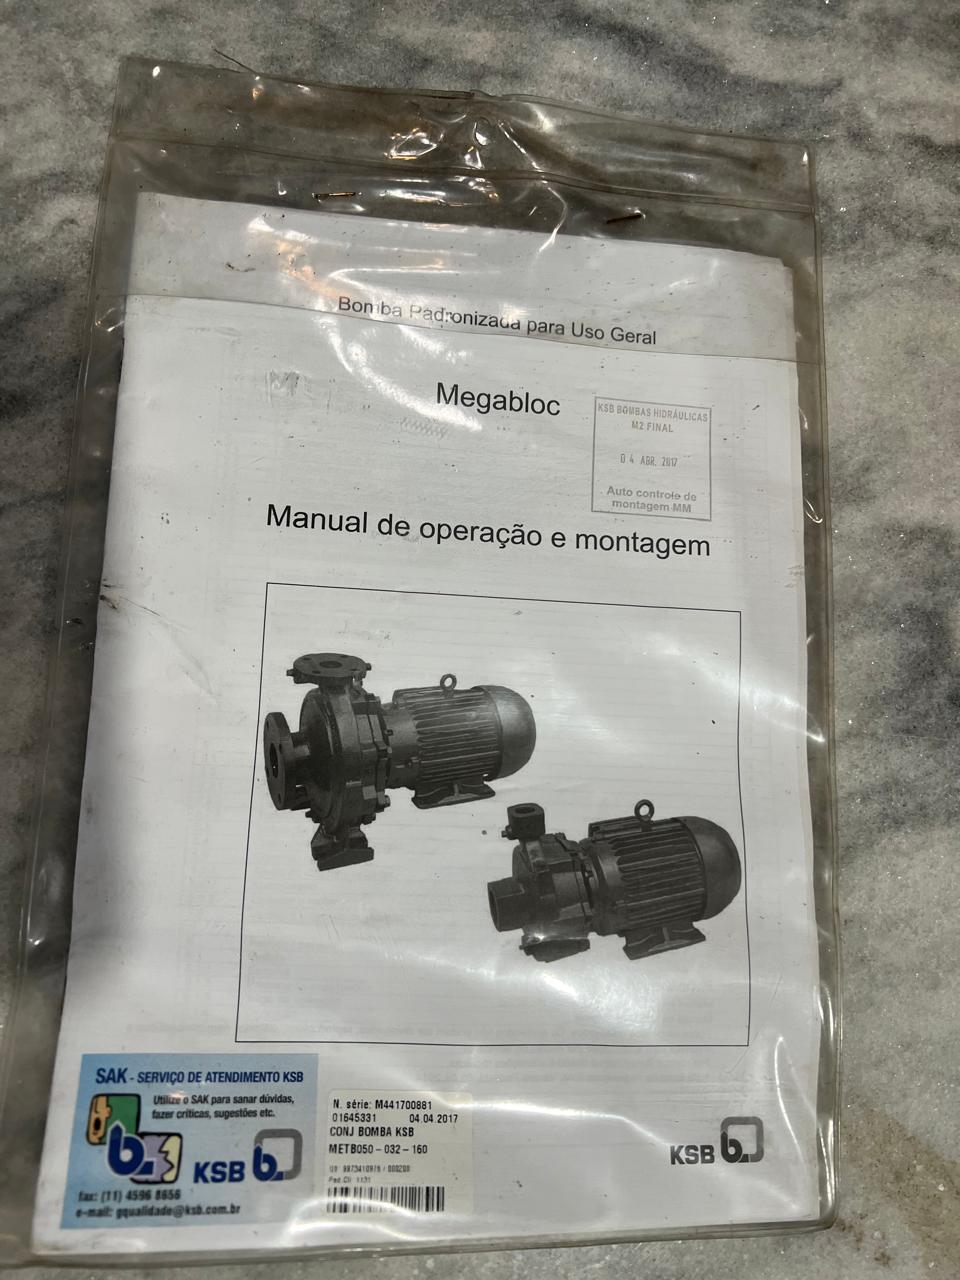 Bomba Padronizada para Uso Geral
Megabloc
KSB BOMBAS HIDRÁULICAS
M2 FINAL
04 ABR. 2017
Auto controle de
montagem MM
Manual de operação e montagem
SAK - SERVIÇO DE ATENDIMENTO KSB
Utilize o SAK para sanar dúvidas,
fazer críticas, sugestões etc.
KSB b
fax: (11) 4596 8656
e-mail: gqualidade@ksb.com.br
N. série: M441700881
01645331 04.04.2017
CONJ BOMBA KSB
METB050-032-160
KSB b